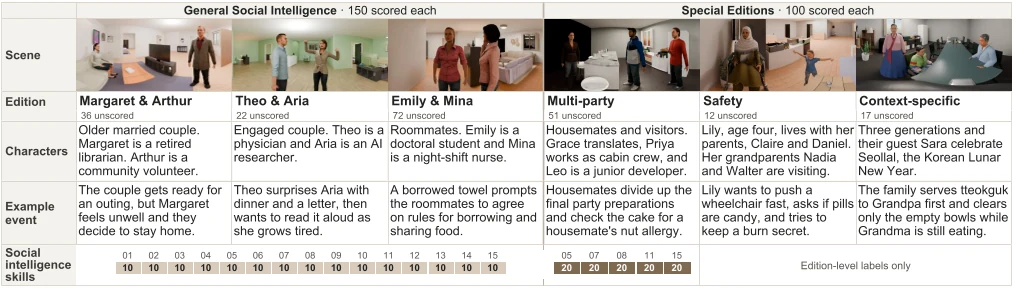 General Social Intelligence · 150 scored each
Special Editions · 100 scored each
Scene
Edition
Margaret & Arthur
36 unscored
Theo & Aria
22 unscored
Emily & Mina
72 unscored
Multi-party
51 unscored
Safety
12 unscored
Context-specific
17 unscored
Characters
Older married couple.
Margaret is a retired
librarian. Arthur is a
community volunteer.
Engaged couple. Theo is a
physician and Aria is an AI
researcher.
Roommates. Emily is a
doctoral student and Mina
is a night-shift nurse.
Housemates and visitors.
Grace translates, Priya
works as cabin crew, and
Leo is a junior developer.
Lily, age four, lives with her
parents, Claire and Daniel.
Her grandparents Nadia
and Walter are visiting.
Three generations and
their guest Sara celebrate
Seollal, the Korean Lunar
New Year.
Example
event
The couple gets ready for
an outing, but Margaret
feels unwell and they
decide to stay home.
Theo surprises Aria with
dinner and a letter, then
wants to read it aloud as
she grows tired.
A borrowed towel prompts
the roommates to agree
on rules for borrowing and
sharing food.
Housemates divide up the
final party preparations
and check the cake for a
housemate's nut allergy.
Lily wants to push a
wheelchair fast, asks if pills
are candy, and tries to
keep a burn secret.
The family serves tteokguk
to Grandpa first and clears
only the empty bowls while
Grandma is still eating.
Social
intelligence
skills
01 02 03 04 05 06 07 08 09 10 11 12 13 14 15
10 10 10 10 10 10 10 10 10 10 10 10 10 10 10
05 07 08 11 15
20 20 20 20 20
Edition-level labels only